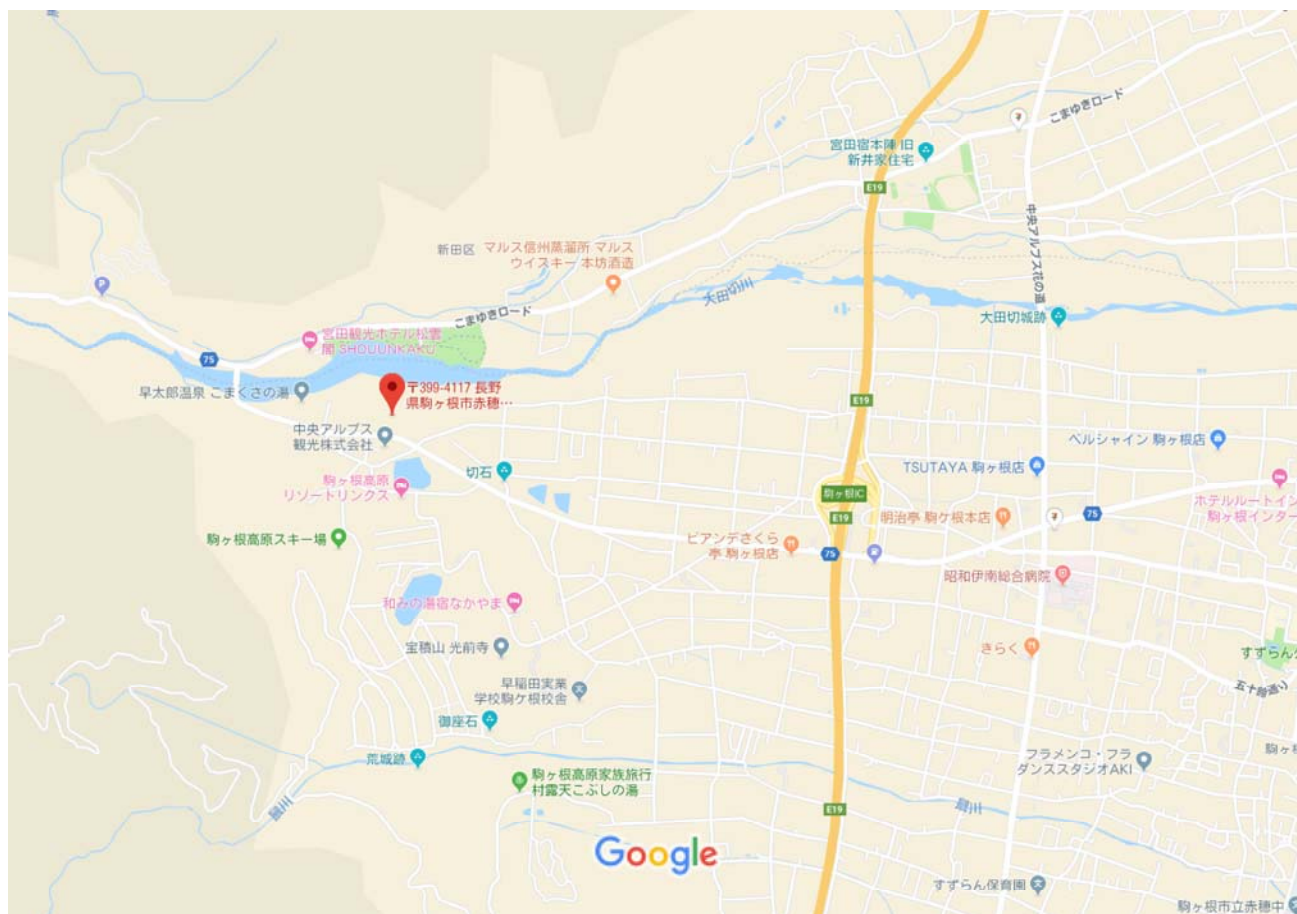 こまゆきロード
宮田宿本陣 旧
新井家住宅
E19
中央アルプス花の道
新田区
マルス信州蒸溜所 マルス
ウイスキー 本坊酒造
大田切川
こまゆきロード
大田切城跡
宮田観光ホテル松雲
閣 SHOUUNKAKU
75
早太郎温泉 こまくさの湯
〒399-4117 長野
県駒ヶ根市赤穂…
E19
中央アルプス
観光株式会社
ベルシャイン 駒ヶ根店
切石
TSUTAYA 駒ヶ根店
駒ヶ根高原
リゾートリンクス
駒ヶ根IC
ホテルルートイン
駒ヶ根インター
E19
明治亭 駒ケ根本店
75
駒ヶ根高原スキー場
ビアンデさくら
亭 駒ヶ根店
75
昭和伊南総合病院
和みの湯宿なかやま
宝積山 光前寺
きらく
すずらん
早稲田実業
学校駒ケ根校舎
五十鈴通り
御座石
荒城跡
フラメンコ・フラ
ダンススタジオAKI
駒ヶ
駒ヶ根高原家族旅行
村露天こぶしの湯
鼠川
E19
鼠川
Google
すずらん保育園
駒ヶ根市立赤穂中
P